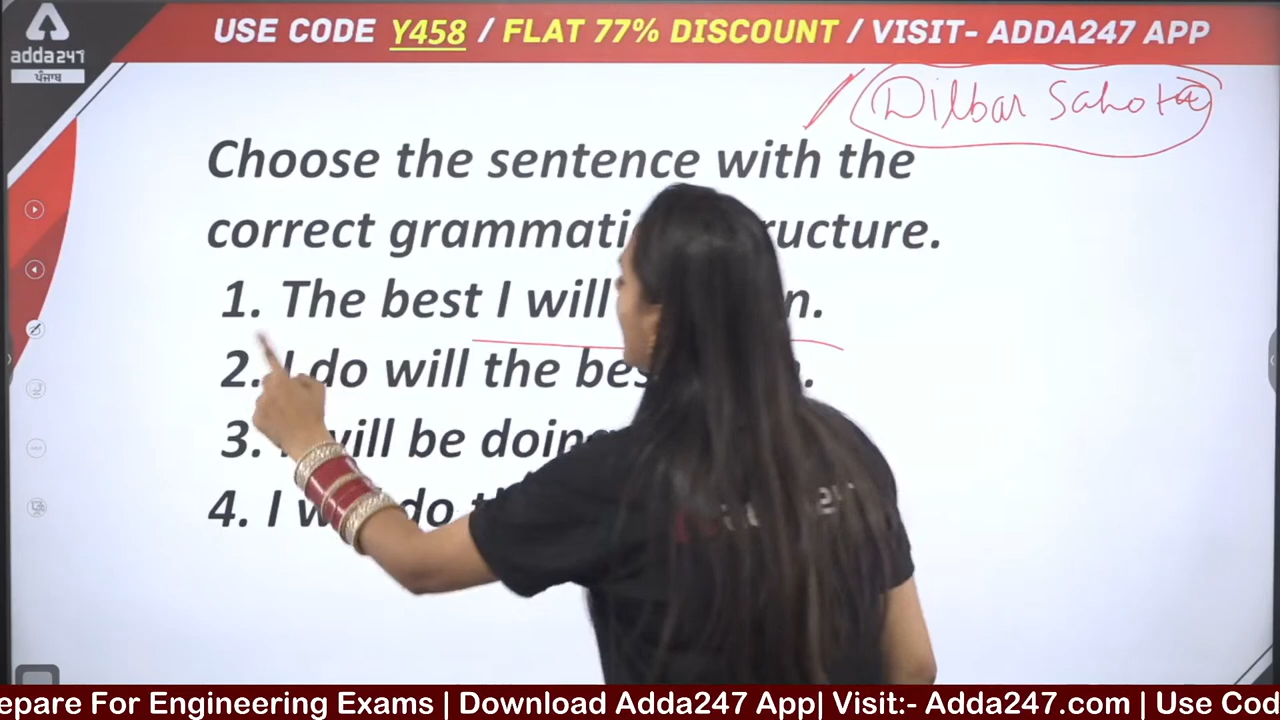 adda247
ਪੰਜਾਬ
USE CODE Y458 / FLAT 77% DISCOUNT / VISIT- ADDA247 APP
Dilbar Sahota
Choose the sentence with the
correct grammati ructure.
1. The best I will n.
2. I do will the bes
3. will be doing
4. I w do t
epare For Engineering Exams | Download Adda247 App| Visit:- Adda247.com | Use Cod